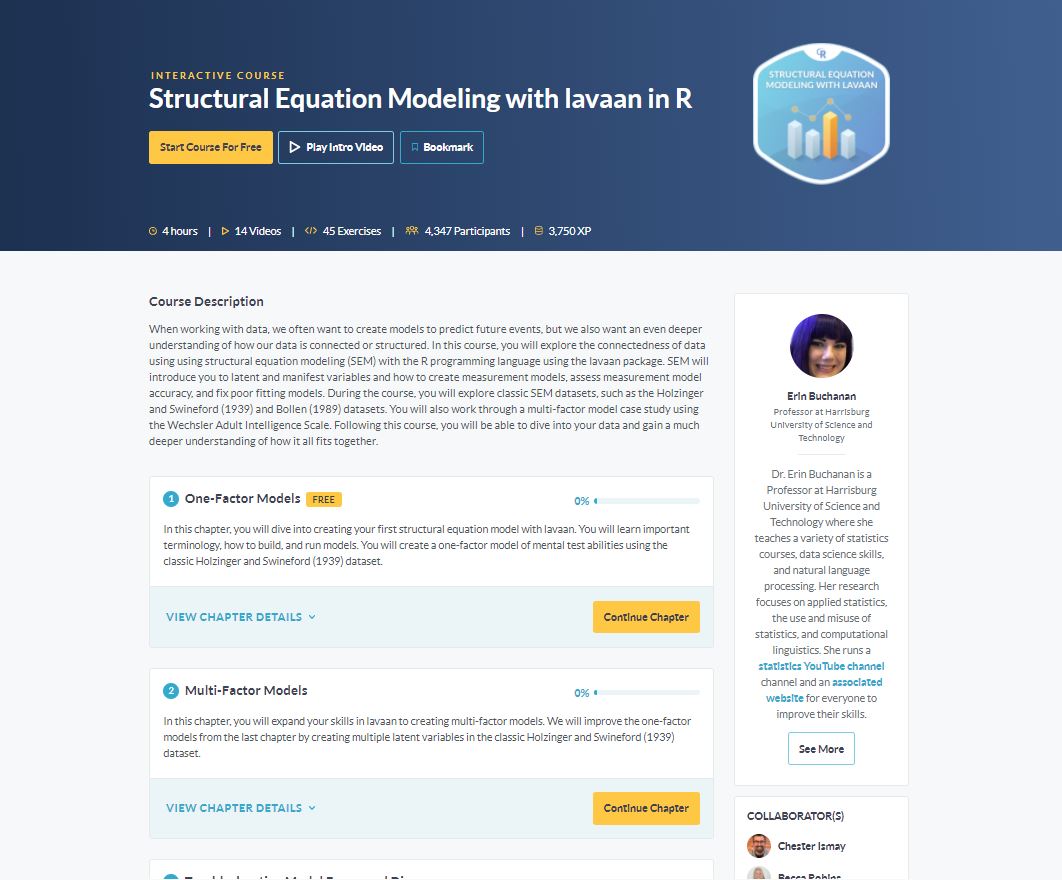 INTERACTIVE COURSE
Structural Equation Modeling with lavaan in R
Start Course For Free
Play Intro Video
Bookmark
STRUCTURAL EQUATION
MODELING WITH LAVAAN
4 hours | 14 Videos | 45 Exercises | 4,347 Participants | 3,750 XP
Course Description
When working with data, we often want to create models to predict future events, but we also want an even deeper
understanding of how our data is connected or structured. In this course, you will explore the connectedness of data
using using structural equation modeling (SEM) with the R programming language using the lavaan package. SEM will
introduce you to latent and manifest variables and how to create measurement models, assess measurement model
accuracy, and fix poor fitting models. During the course, you will explore classic SEM datasets, such as the Holzinger
and Swineford (1939) and Bollen (1989) datasets. You will also work through a multi-factor model case study using
the Wechsler Adult Intelligence Scale. Following this course, you will be able to dive into your data and gain a much
deeper understanding of how it all fits together.
1 One-Factor Models FREE 0%
In this chapter, you will dive into creating your first structural equation model with lavaan. You will learn important
terminology, how to build, and run models. You will create a one-factor model of mental test abilities using the
classic Holzinger and Swineford (1939) dataset.
VIEW CHAPTER DETAILS
Continue Chapter
2 Multi-Factor Models 0%
In this chapter, you will expand your skills in lavaan to creating multi-factor models. We will improve the one-factor
models from the last chapter by creating multiple latent variables in the classic Holzinger and Swineford (1939)
dataset.
VIEW CHAPTER DETAILS
Continue Chapter
Erin Buchanan
Professor at Harrisburg
University of Science and
Technology
Dr. Erin Buchanan is a
Professor at Harrisburg
University of Science and
Technology where she
teaches a variety of statistics
courses, data science skills,
and natural language
processing. Her research
focuses on applied statistics,
the use and misuse of
statistics, and computational
linguistics. She runs a
statistics YouTube channel
channel and an associated
website for everyone to
improve their skills.
See More
COLLABORATOR(S)
Chester Ismay
Becca Robins